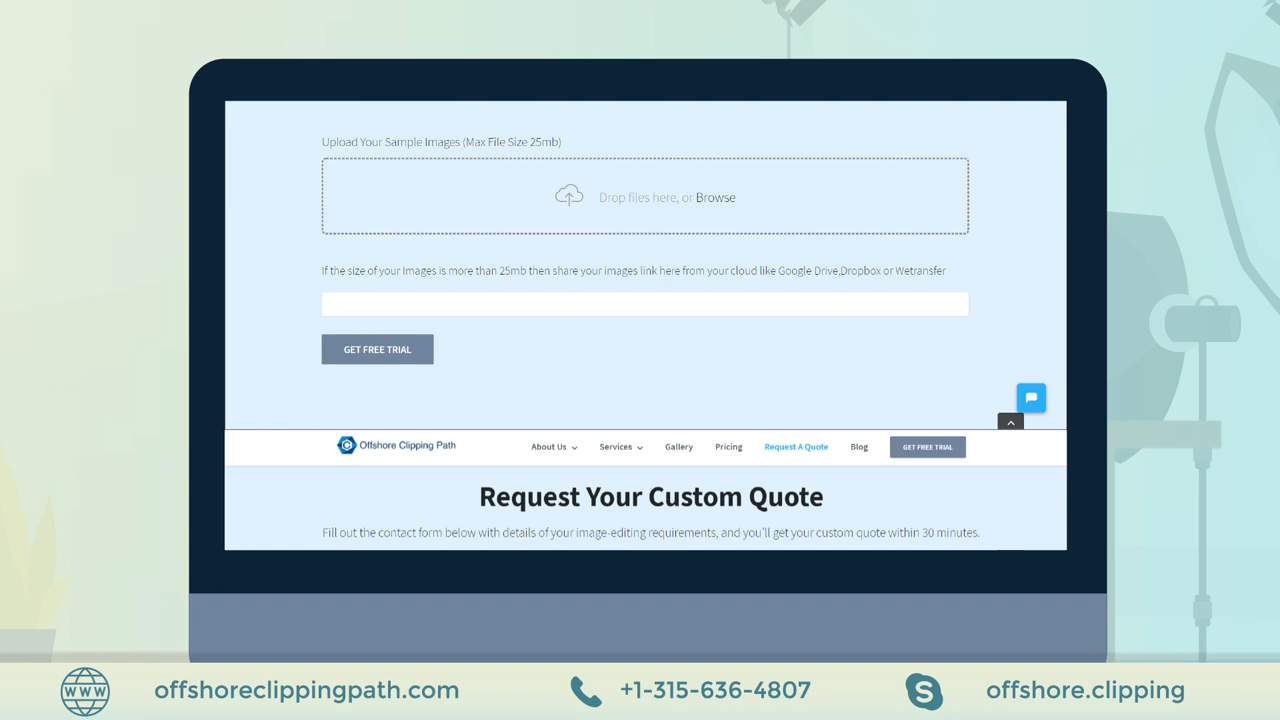 Upload Your Sample Images (Max File Size 25mb)
Drop files here, or Browse
If the size of your Images is more than 25mb then share your images link here from your cloud like Google Drive,Dropbox or Wetransfer
GET FREE TRIAL
Offshore Clipping Path About Us Services Gallery Pricing Request A Quote Blog GET FREE TRIAL
Request Your Custom Quote
Fill out the contact form below with details of your image-editing requirements, and you'll get your custom quote within 30 minutes.
WWW offshoreclippingpath.com +1-315-636-4807 offshore.clipping